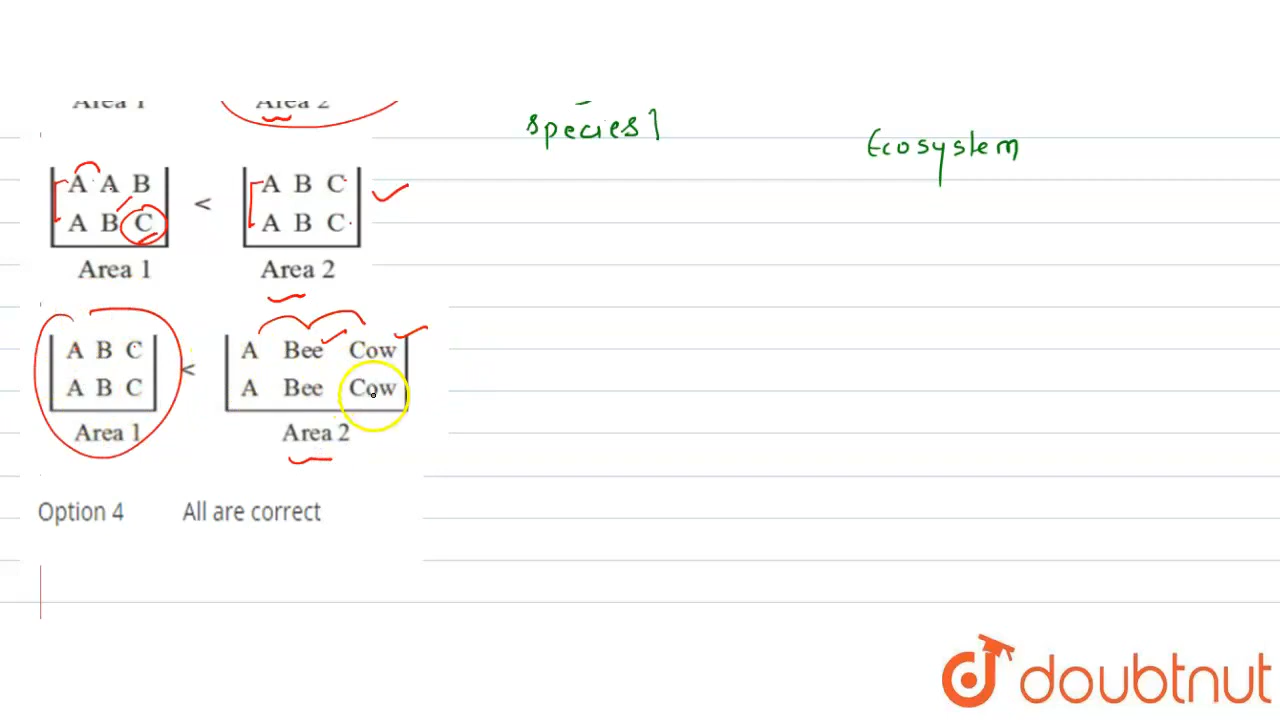 Area 1 Area 2
species]
Ecosystem
A A B < A B C
A B C A B C
Area 1 Area 2
A B C < A Bee Cow
A B C A Bee Cow
Area 1 Area 2
Option 4 All are correct
doubtnut